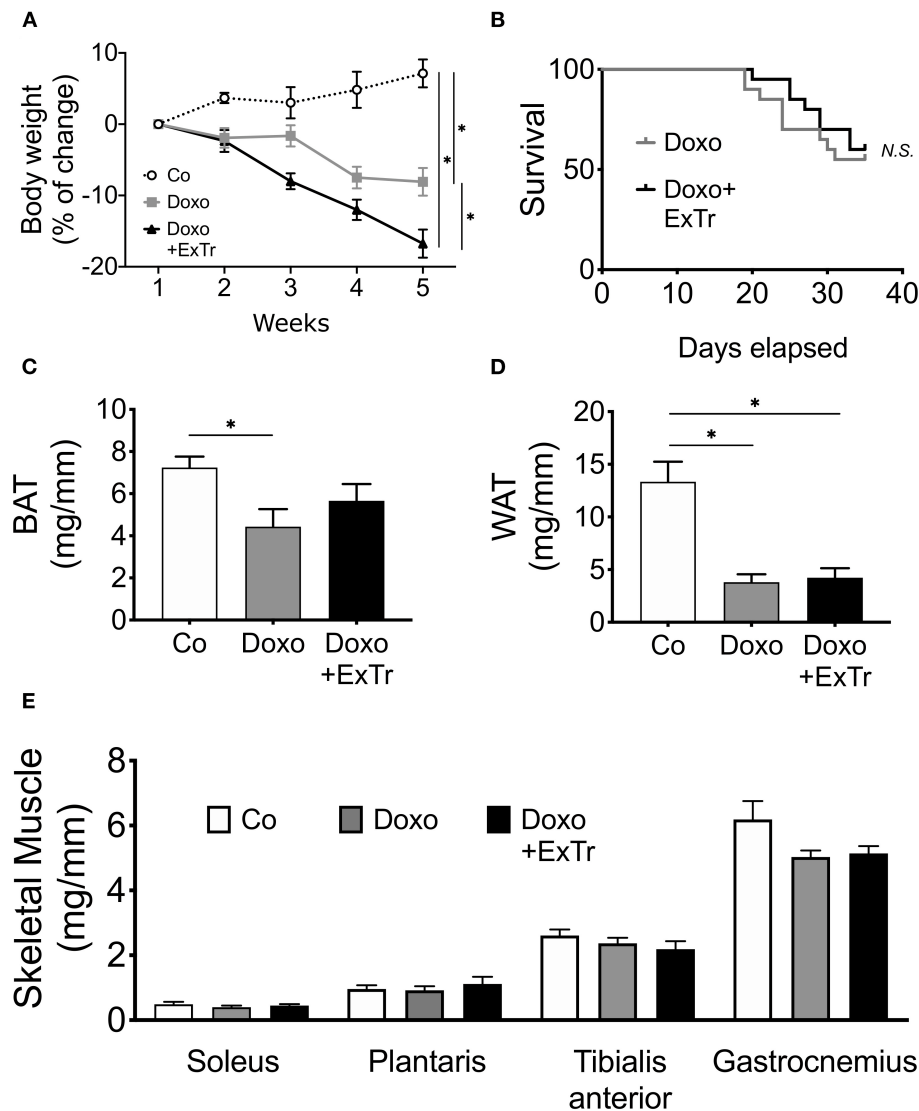 A
Body weight
(% of change)
10
0
-10
-20
Co
Doxo
Doxo
+ExTr
*
*
*
1 2 3 4 5
Weeks
B
Survival
100
50
0
Doxo
Doxo+
ExTr
N.S.
0 10 20 30 40
Days elapsed
C
BAT
(mg/mm)
10
8
6
4
2
0
*
Co Doxo Doxo
+ExTr
D
WAT
(mg/mm)
20
15
10
5
0
*
*
Co Doxo Doxo
+ExTr
E
Skeletal Muscle
(mg/mm)
8
6
4
2
0
Co Doxo Doxo
+ExTr
Soleus Plantaris Tibialis Gastrocnemius
anterior